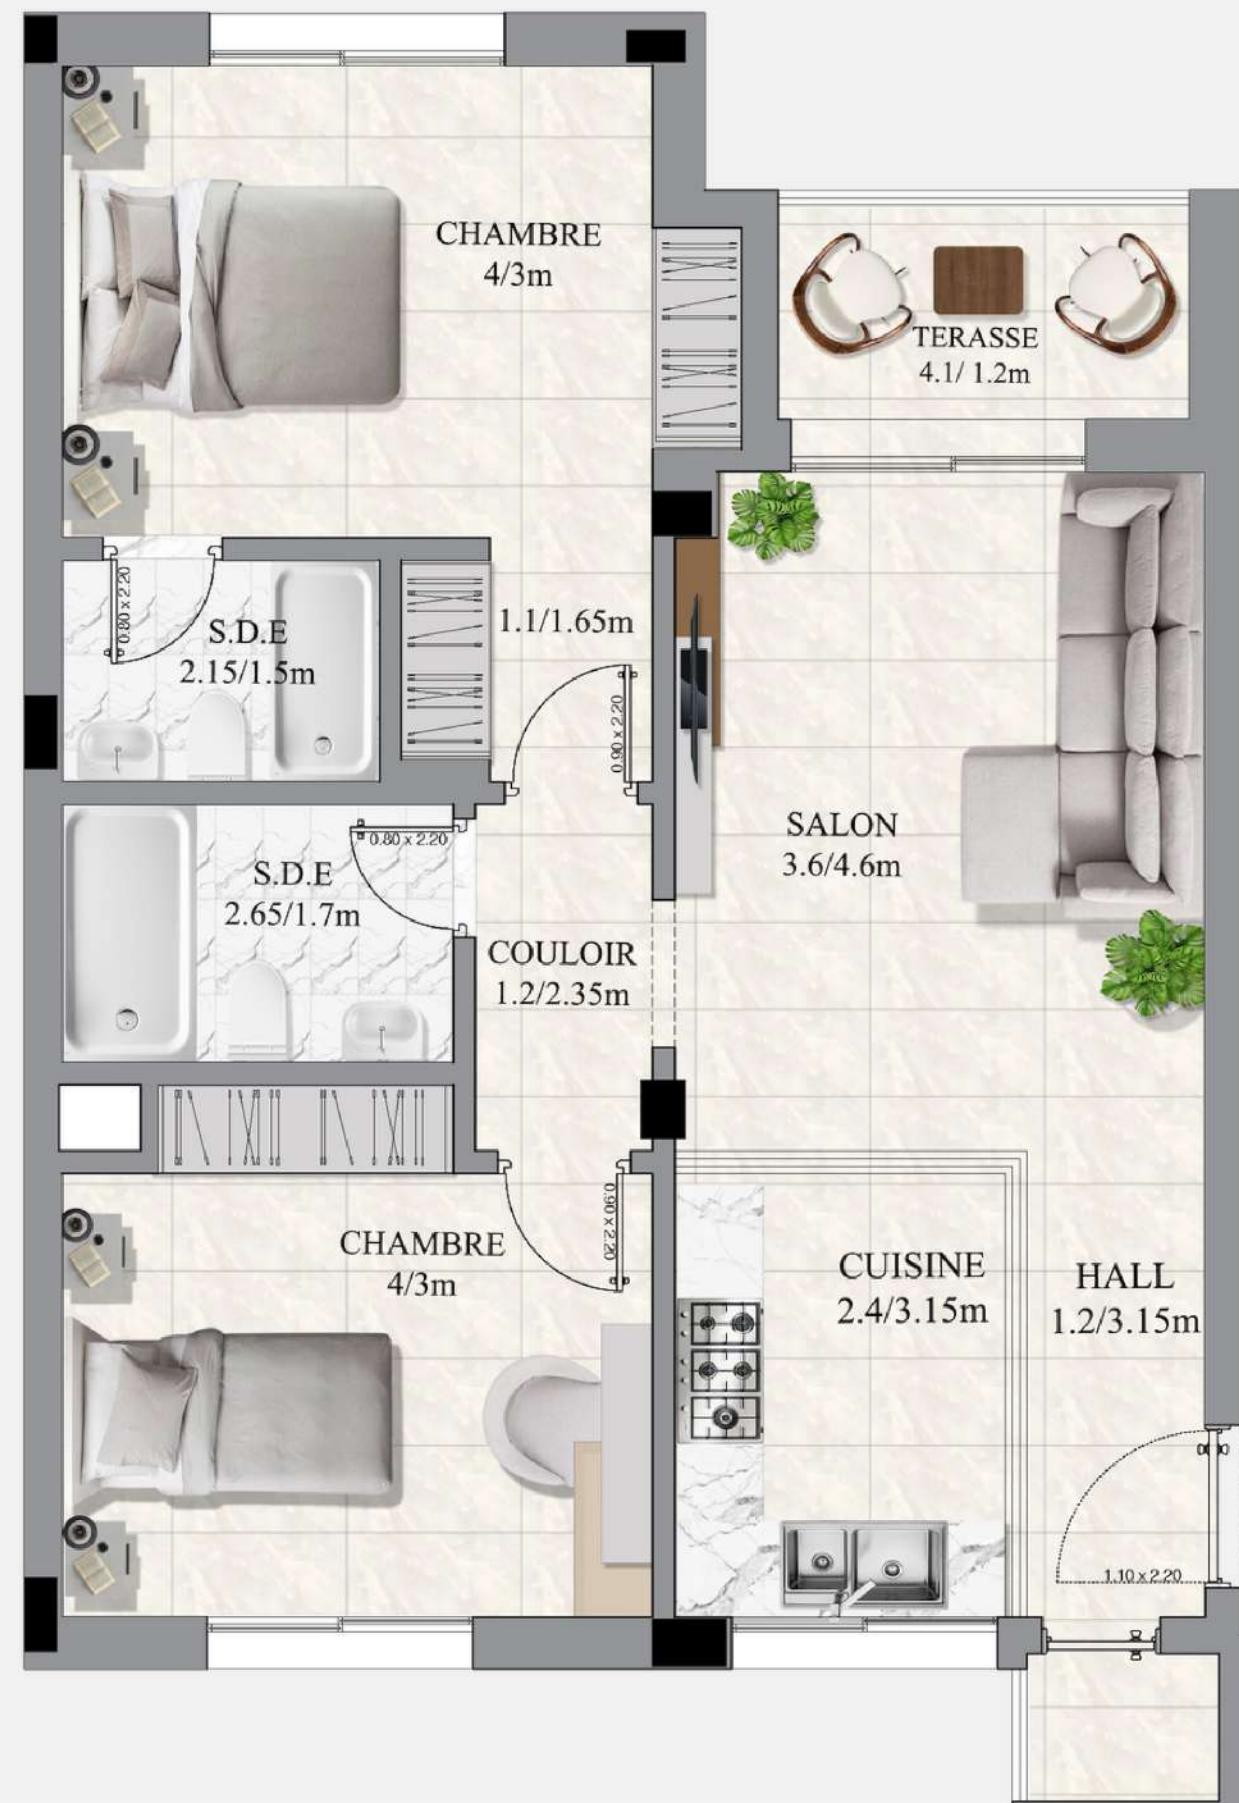 CHAMBRE
4/3m
TERASSE
4.1/ 1.2m
0.80 x 2.20
S.D.E
2.15/1.5m
1.1/1.65m
0.90 x 2.20
SALON
3.6/4.6m
0.80 x 2.20
S.D.E
2.65/1.7m
COULOIR
1.2/2.35m
0.90 x 2.20
CHAMBRE
4/3m
CUISINE
2.4/3.15m
HALL
1.2/3.15m
1.10 x 2.20